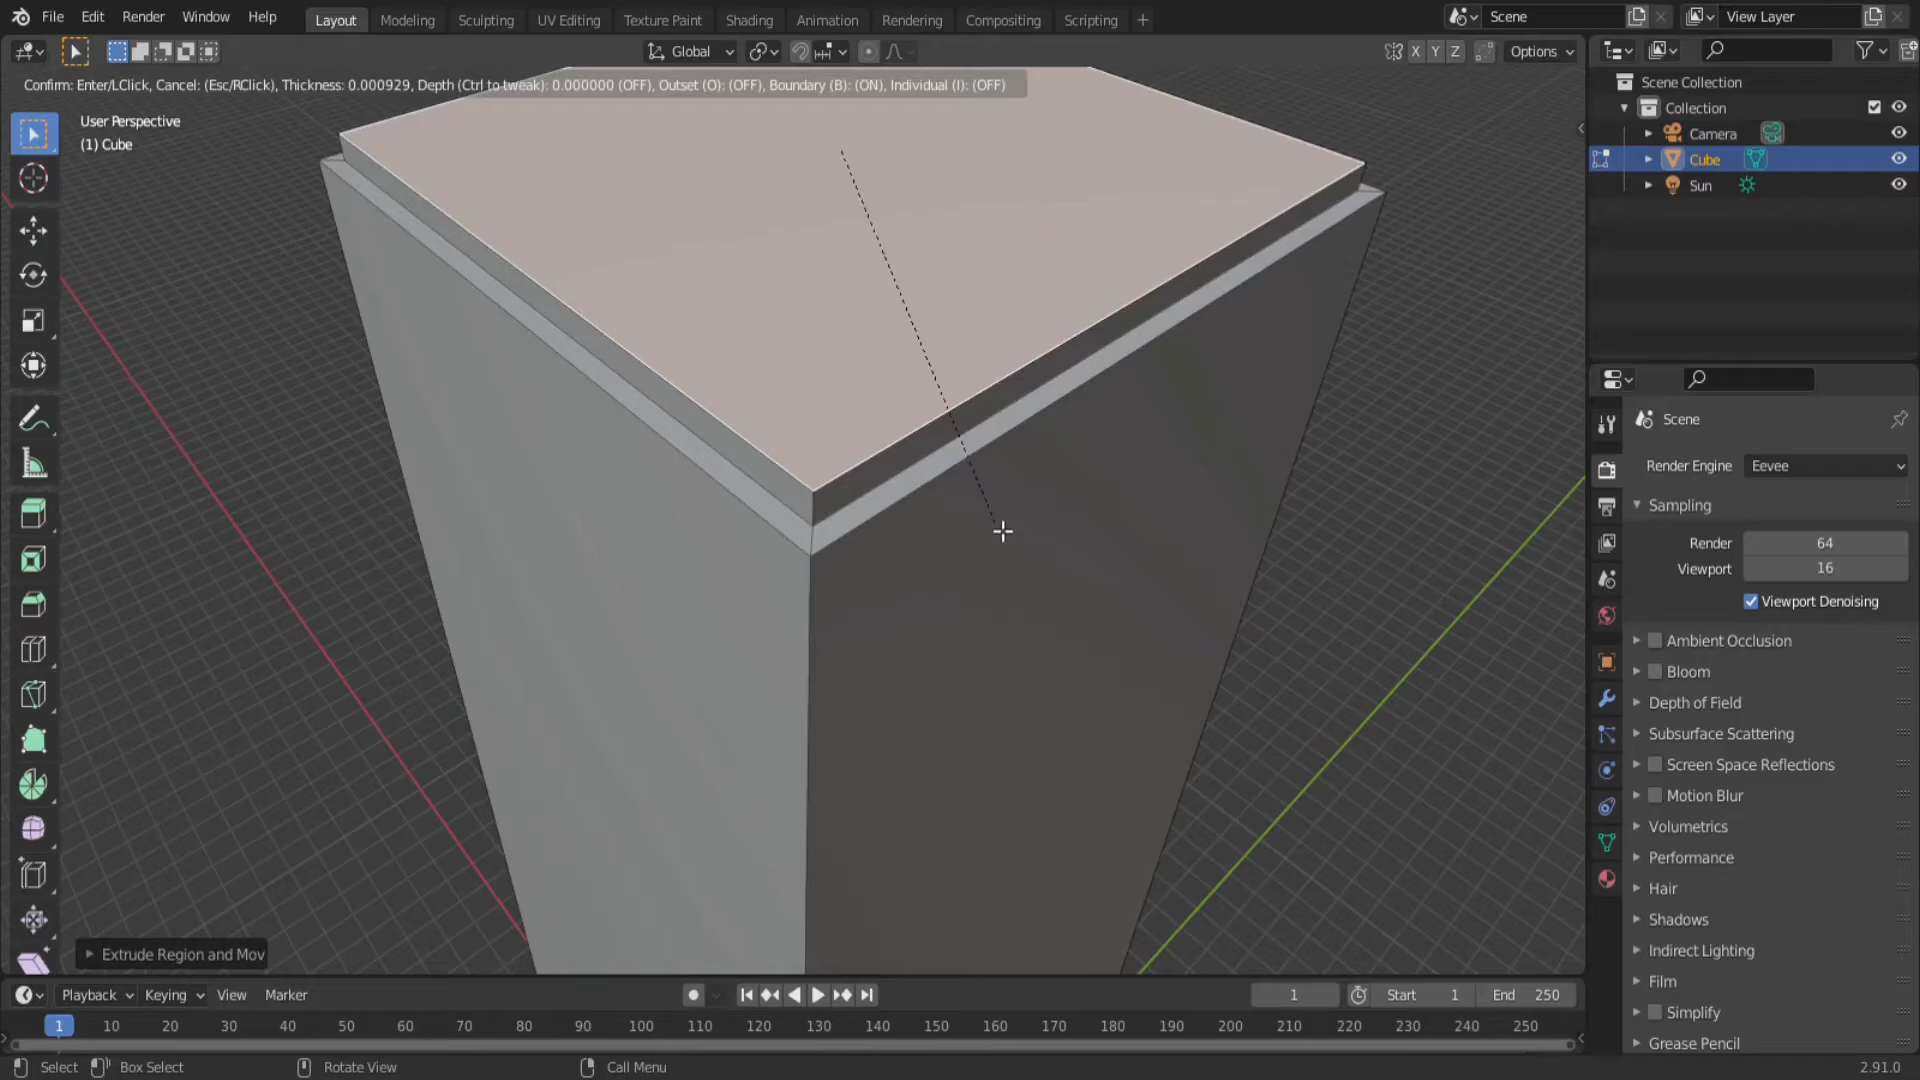 File Edit Render Window Help Layout Modeling Sculpting UV Editing Texture Paint Shading Animation Rendering Compositing Scripting + Scene View Layer
Global X Y Z Options
Confirm: Enter/LClick, Cancel: (Esc/RClick), Thickness: 0.000929, Depth (Ctrl to tweak): 0.000000 (OFF), Outset (O): (OFF), Boundary (B): (ON), Individual (I): (OFF)
User Perspective
(1) Cube
Scene Collection
Collection
Camera
Cube
Sun
Scene
Render Engine Eevee
Sampling
Render 64
Viewport 16
Viewport Denoising
Ambient Occlusion
Bloom
Depth of Field
Subsurface Scattering
Screen Space Reflections
Motion Blur
Volumetrics
Performance
Hair
Shadows
Indirect Lighting
Film
Simplify
Grease Pencil
Extrude Region and Mov
Playback Keying View Marker 1 Start 1 End 250
1 10 20 30 40 50 60 70 80 90 100 110 120 130 140 150 160 170 180 190 200 210 220 230 240 250
Select Box Select Rotate View Call Menu 2.91.0